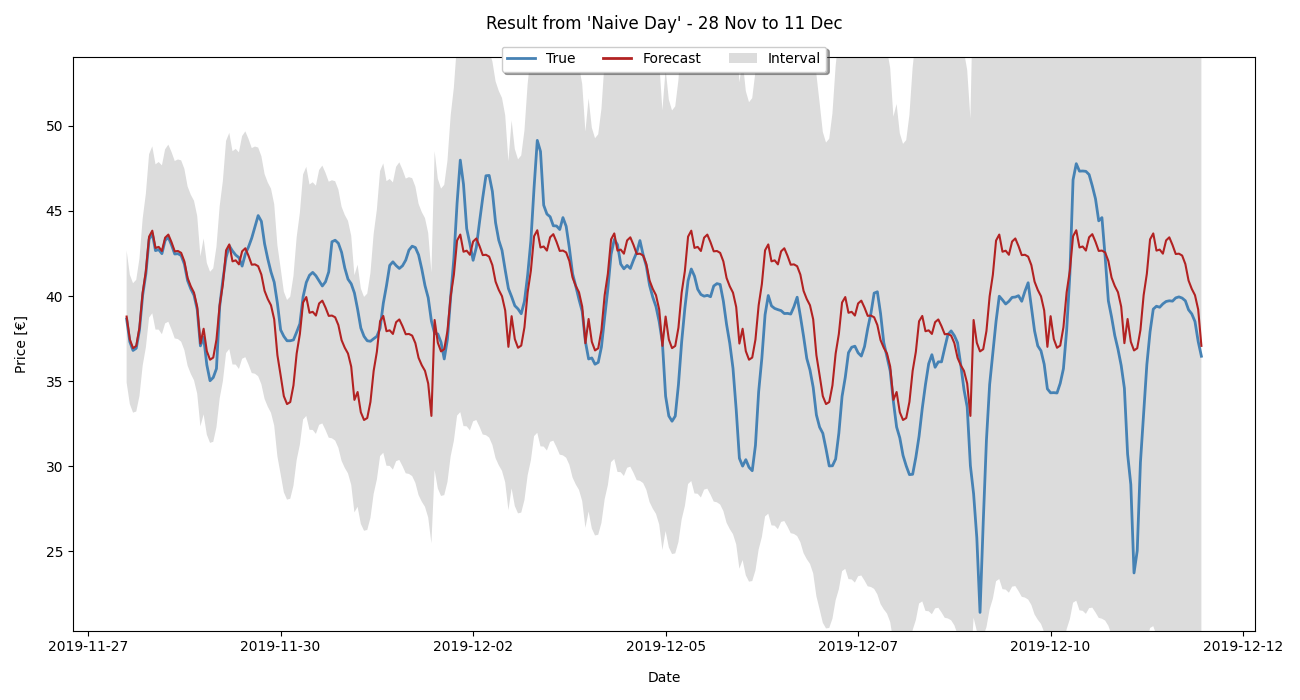 Result from 'Naive Day' - 28 Nov to 11 Dec
True Forecast Interval
Price [€]
50
45
40
35
30
25
2019-11-27 2019-11-30 2019-12-02 2019-12-05 2019-12-07 2019-12-10 2019-12-12
Date